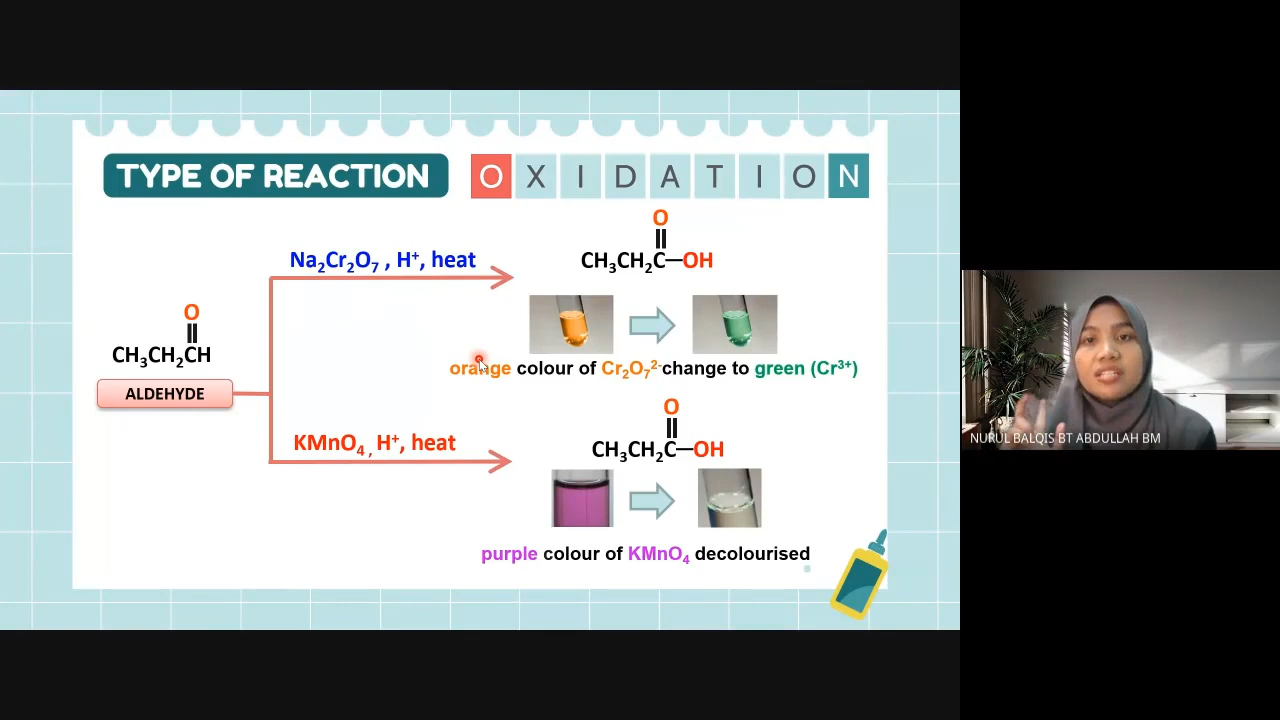 TYPE OF REACTION
OXIDATION
O
Na₂Cr₂O₇ , H⁺, heat
CH₃CH₂C—OH
O
CH₃CH₂CH
orange colour of Cr₂O₇²⁻change to green (Cr³⁺)
ALDEHYDE
O
KMnO₄ , H⁺, heat
CH₃CH₂C—OH
purple colour of KMnO₄ decolourised
NURUL BALQIS BT ABDULLAH BM